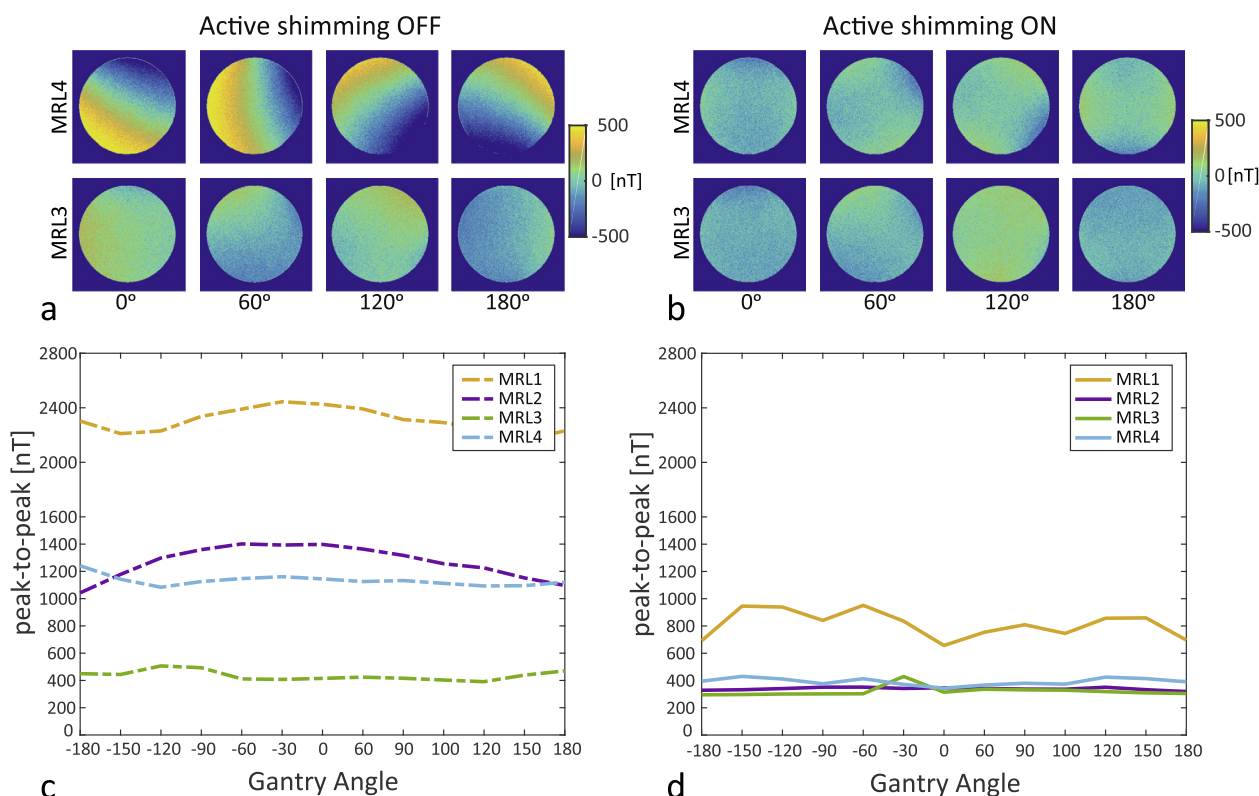 Active shimming OFF
MRL4
MRL3
500
0 [nT]
-500
0° 60° 120° 180°
a
Active shimming ON
MRL4
MRL3
500
0 [nT]
-500
0° 60° 120° 180°
b
peak-to-peak [nT]
2800
2400
2000
1600
1400
1200
1000
800
600
400
200
0
-180 -150 -120 -90 -60 -30 0 60 90 100 120 150 180
Gantry Angle
MRL1
MRL2
MRL3
MRL4
c
peak-to-peak [nT]
2800
2400
2000
1600
1400
1200
1000
800
600
400
200
0
-180 -150 -120 -90 -60 -30 0 60 90 100 120 150 180
Gantry Angle
MRL1
MRL2
MRL3
MRL4
d